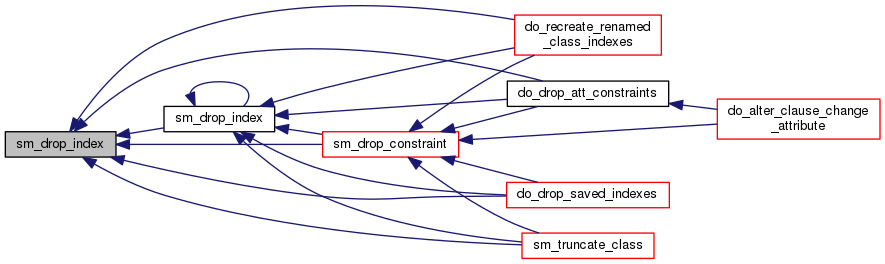 do_recreate_renamed
_class_indexes
do_drop_att_constraints
sm_drop_index
do_alter_clause_change
_attribute
sm_drop_index
sm_drop_constraint
do_drop_saved_indexes
sm_truncate_class